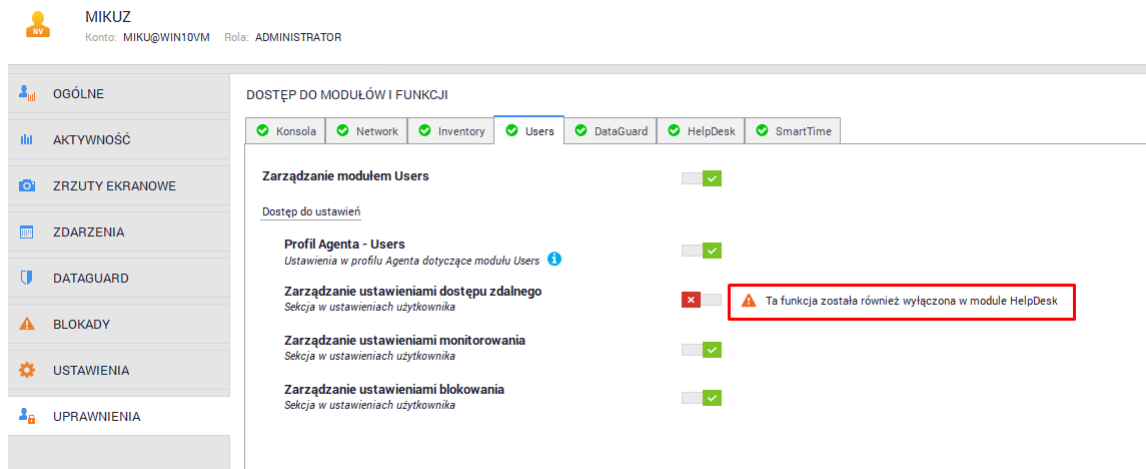 MIKUZ
NV
Konto: MIKU@WIN10VM Rola: ADMINISTRATOR
OGÓLNE
AKTYWNOŚĆ
ZRZUTY EKRANOWE
ZDARZENIA
DATAGUARD
BLOKADY
USTAWIENIA
UPRAWNIENIA
DOSTĘP DO MODUŁÓW I FUNKCJI
Konsola Network Inventory Users DataGuard HelpDesk SmartTime
Zarządzanie modułem Users
Dostęp do ustawień
Profil Agenta - Users
Ustawienia w profilu Agenta dotyczące modułu Users
Zarządzanie ustawieniami dostępu zdalnego
Sekcja w ustawieniach użytkownika
Ta funkcja została również wyłączona w module HelpDesk
Zarządzanie ustawieniami monitorowania
Sekcja w ustawieniach użytkownika
Zarządzanie ustawieniami blokowania
Sekcja w ustawieniach użytkownika